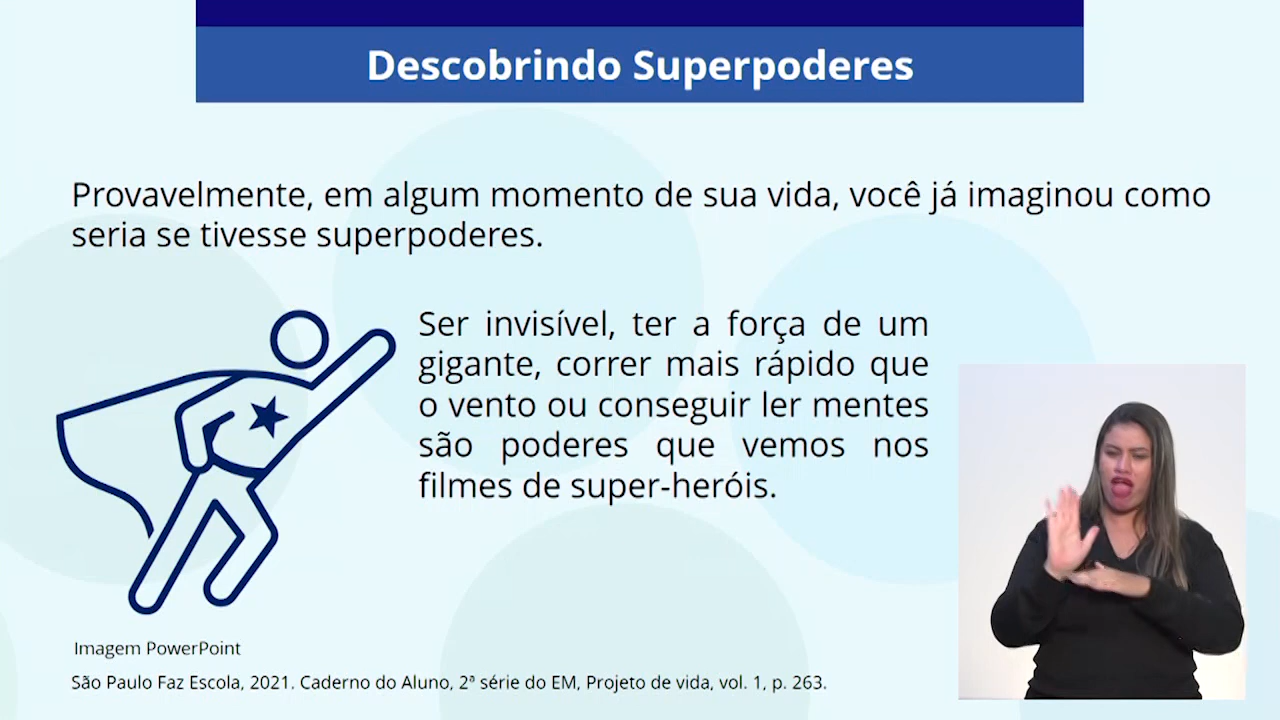 Descobrindo Superpoderes
Provavelmente, em algum momento de sua vida, você já imaginou como
seria se tivesse superpoderes.
Ser invisível, ter a força de um
gigante, correr mais rápido que
o vento ou conseguir ler mentes
são poderes que vemos nos
filmes de super-heróis.
Imagem PowerPoint
São Paulo Faz Escola, 2021. Caderno do Aluno, 2ª série do EM, Projeto de vida, vol. 1, p. 263.